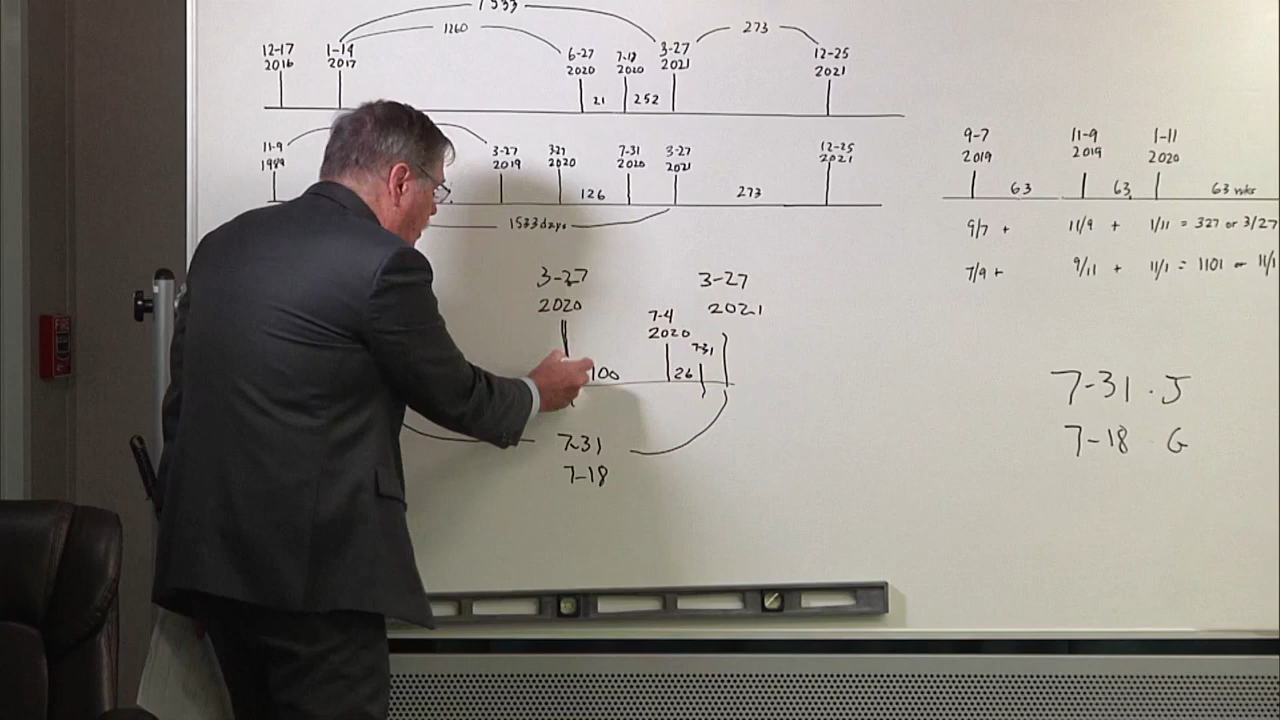 1533
1260
273
12-17 1-19 6-27 7-18 3-27 12-25
2016 2017 2020 2020 2021 2021
21 252
11-9 3-27 3-27 7-31 3-27 12-25
1989 2019 2020 2020 2021 2021
126 273
1533 days
9-7 11-9 1-11
2019 2019 2020
63 63 63 wks
9/7 + 11/9 + 1/11 = 327 or 3/27
7/9 + 9/11 + 11/1 = 1101 or 11/1
3-27 3-27
2020 2021
7-4
2020
7-31
100 26
7-31
7-18
7-31 . J
7-18 G
FIRE